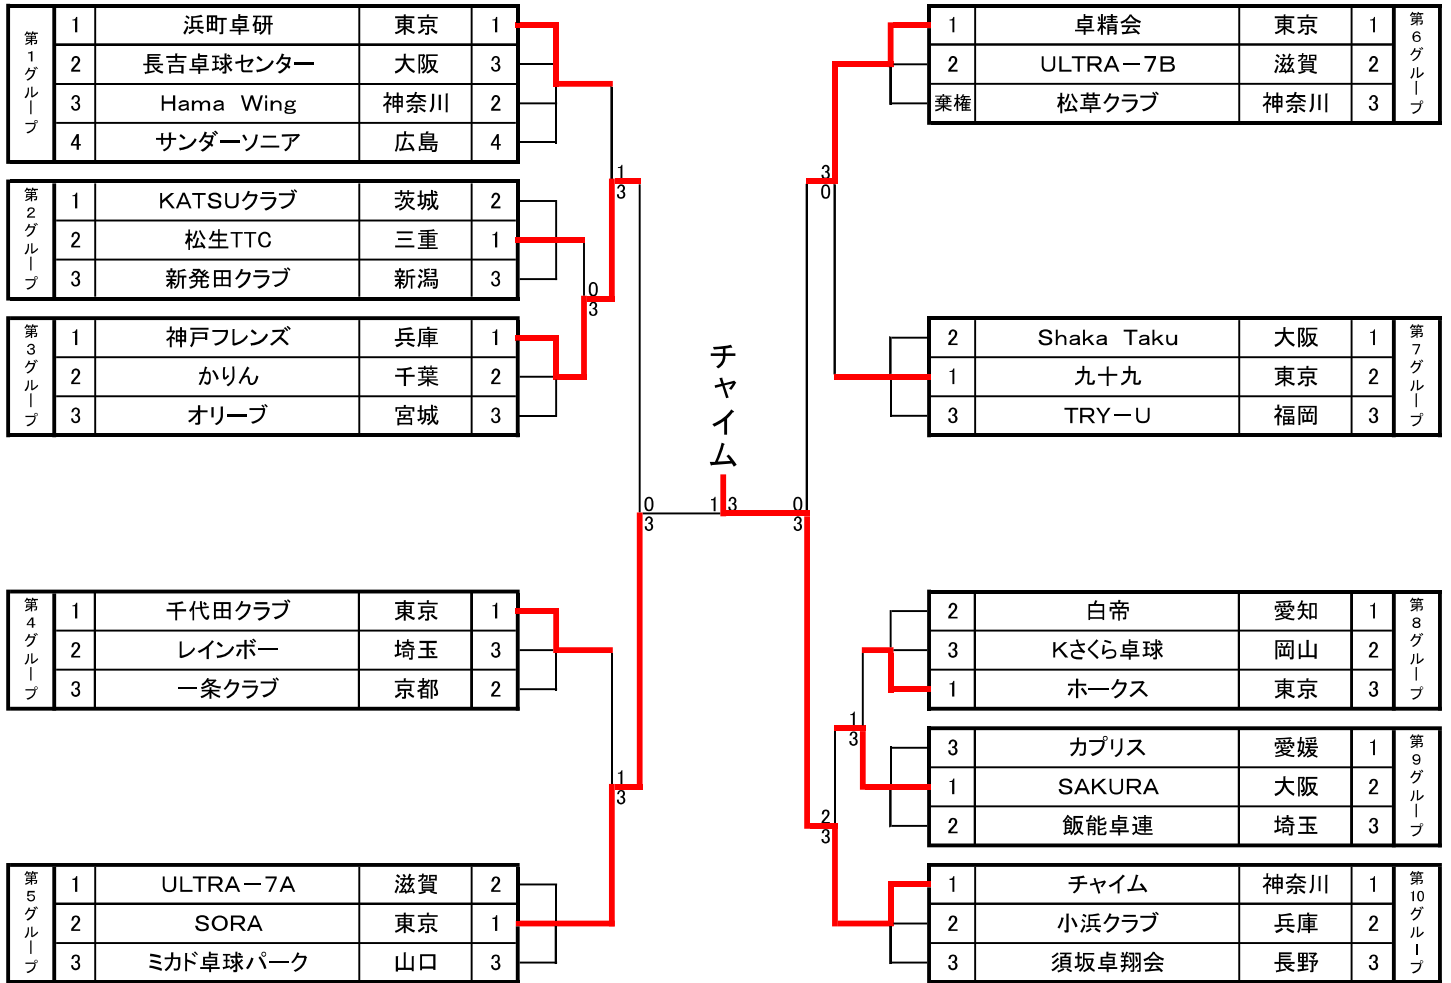 第1グループ
1 浜町卓研 東京 1
2 長吉卓球センター 大阪 3
3 Hama Wing 神奈川 2
4 サンダーソニア 広島 4
第2グループ
1 KATSUクラブ 茨城 2
2 松生TTC 三重 1
3 新発田クラブ 新潟 3
第3グループ
1 神戸フレンズ 兵庫 1
2 かりん 千葉 2
3 オリーブ 宮城 3
第4グループ
1 千代田クラブ 東京 1
2 レインボー 埼玉 3
3 一条クラブ 京都 2
第5グループ
1 ULTRA－7A 滋賀 2
2 SORA 東京 1
3 ミカド卓球パーク 山口 3
1
3
0
3
0
3
1
3
チャイム
1 3
3
0
0
3
1
3
2
3
第6グループ
1 卓精会 東京 1
2 ULTRA－7B 滋賀 2
棄権 松草クラブ 神奈川 3
第7グループ
2 Shaka Taku 大阪 1
1 九十九 東京 2
3 TRY－U 福岡 3
第8グループ
2 白帝 愛知 1
3 Kさくら卓球 岡山 2
1 ホークス 東京 3
第9グループ
3 カプリス 愛媛 1
1 SAKURA 大阪 2
2 飯能卓連 埼玉 3
第10グループ
1 チャイム 神奈川 1
2 小浜クラブ 兵庫 2
3 須坂卓翔会 長野 3